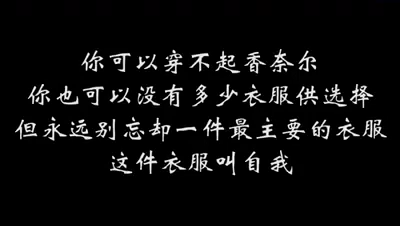 你可以穿不起香奈尔
你也可以没有多少衣服供选择
但永远别忘却一件最主要的衣服
这件衣服叫自我